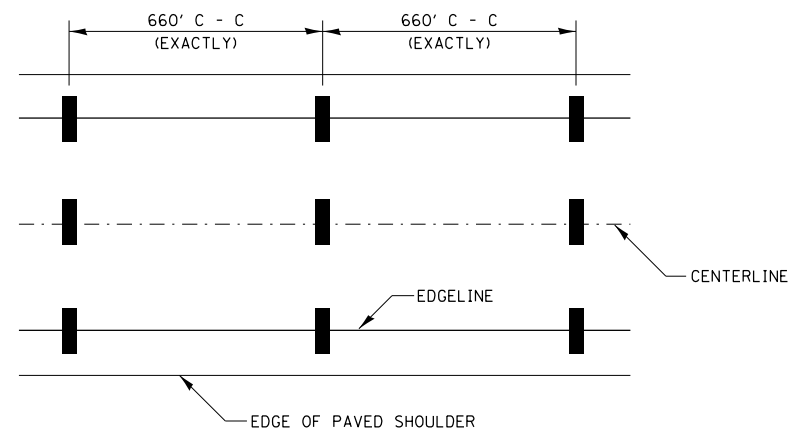 660' C - C
(EXACTLY)
660' C - C
(EXACTLY)
CENTERLINE
EDGELINE
EDGE OF PAVED SHOULDER